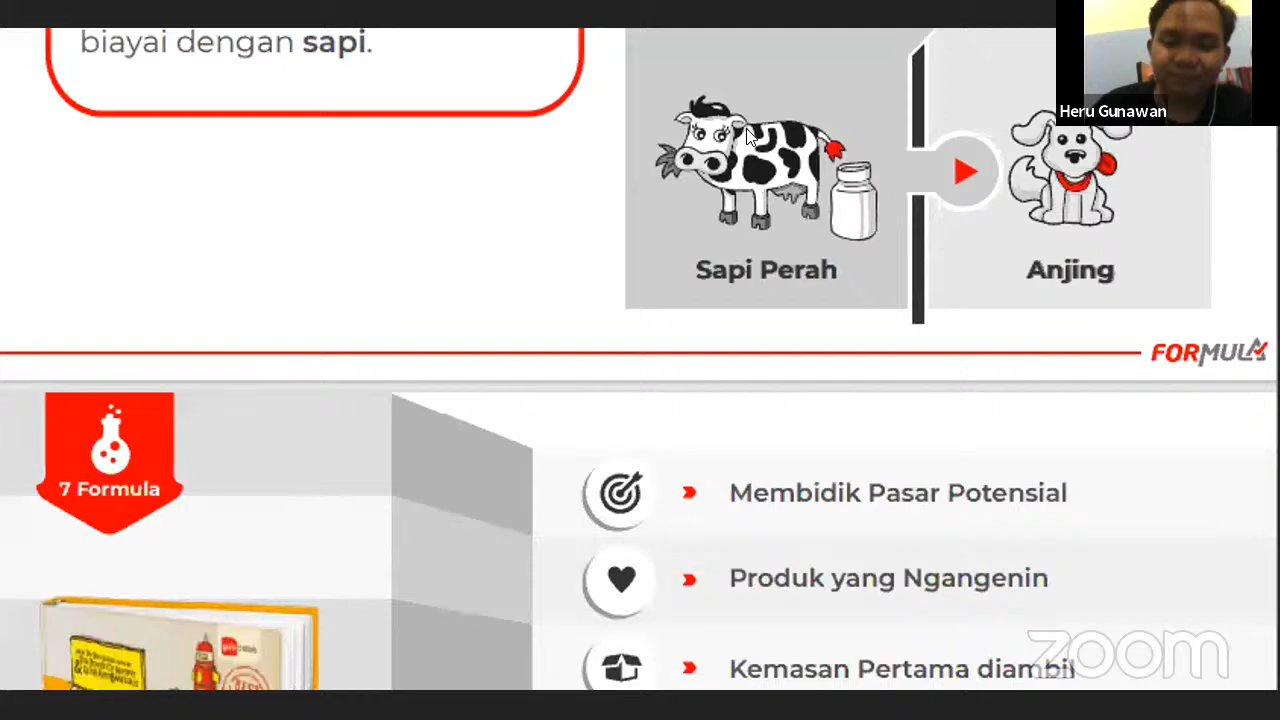 biayai dengan sapi.
Heru Gunawan
Sapi Perah
Anjing
FORMULA
7 Formula
Membidik Pasar Potensial
Produk yang Ngangenin
Kemasan Pertama diambil
zoom